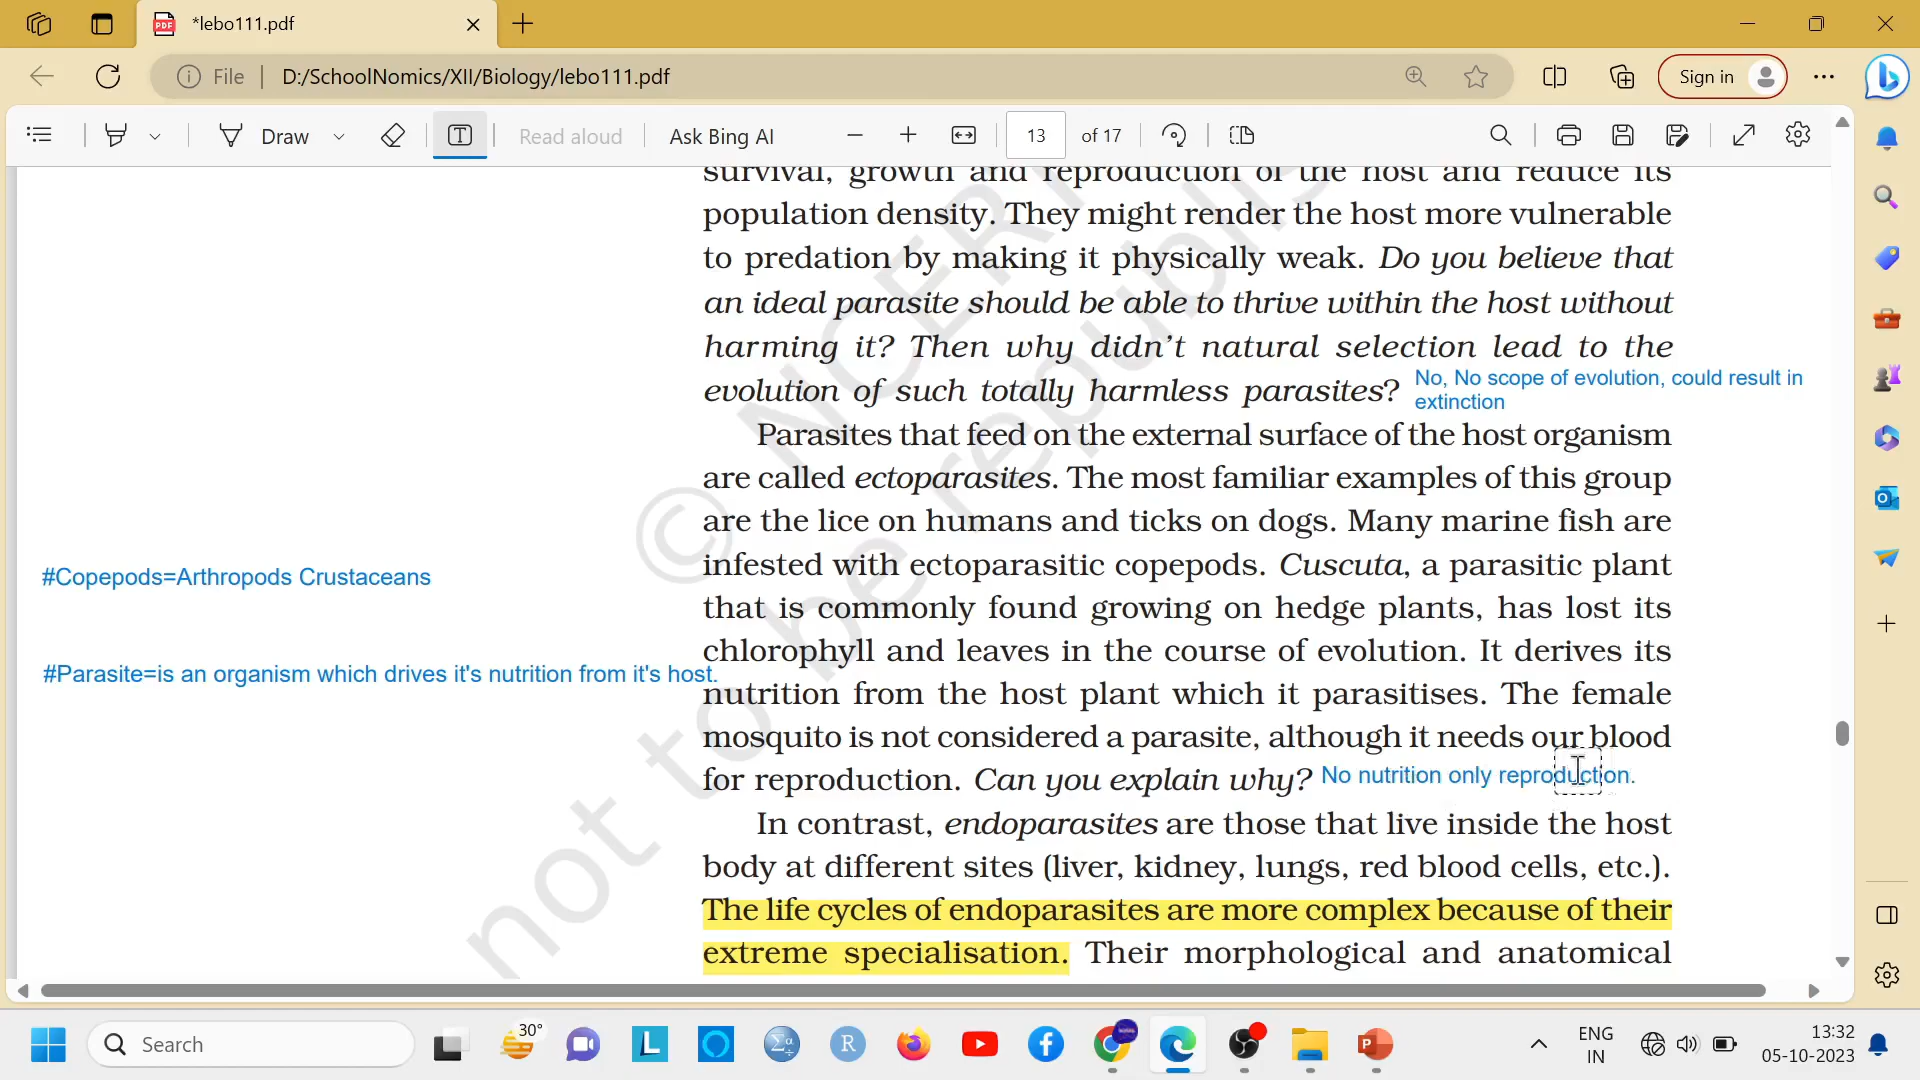 *lebo111.pdf
File
D:/SchoolNomics/XII/Biology/lebo111.pdf
Sign in
Draw
Read aloud
Ask Bing AI
13 of 17
survival, growth and reproduction of the host and reduce its
population density. They might render the host more vulnerable
to predation by making it physically weak. Do you believe that
an ideal parasite should be able to thrive within the host without
harming it? Then why didn't natural selection lead to the
evolution of such totally harmless parasites?
No, No scope of evolution, could result in
extinction
Parasites that feed on the external surface of the host organism
are called ectoparasites. The most familiar examples of this group
are the lice on humans and ticks on dogs. Many marine fish are
infested with ectoparasitic copepods. Cuscuta, a parasitic plant
#Copepods=Arthropods Crustaceans
that is commonly found growing on hedge plants, has lost its
chlorophyll and leaves in the course of evolution. It derives its
#Parasite=is an organism which drives it's nutrition from it's host.
nutrition from the host plant which it parasitises. The female
mosquito is not considered a parasite, although it needs our blood
for reproduction. Can you explain why?
No nutrition only reproduction.
In contrast, endoparasites are those that live inside the host
body at different sites (liver, kidney, lungs, red blood cells, etc.).
The life cycles of endoparasites are more complex because of their
extreme specialisation. Their morphological and anatomical
© NCERT
not to be republis
Search
30°
ENG
IN
13:32
05-10-2023